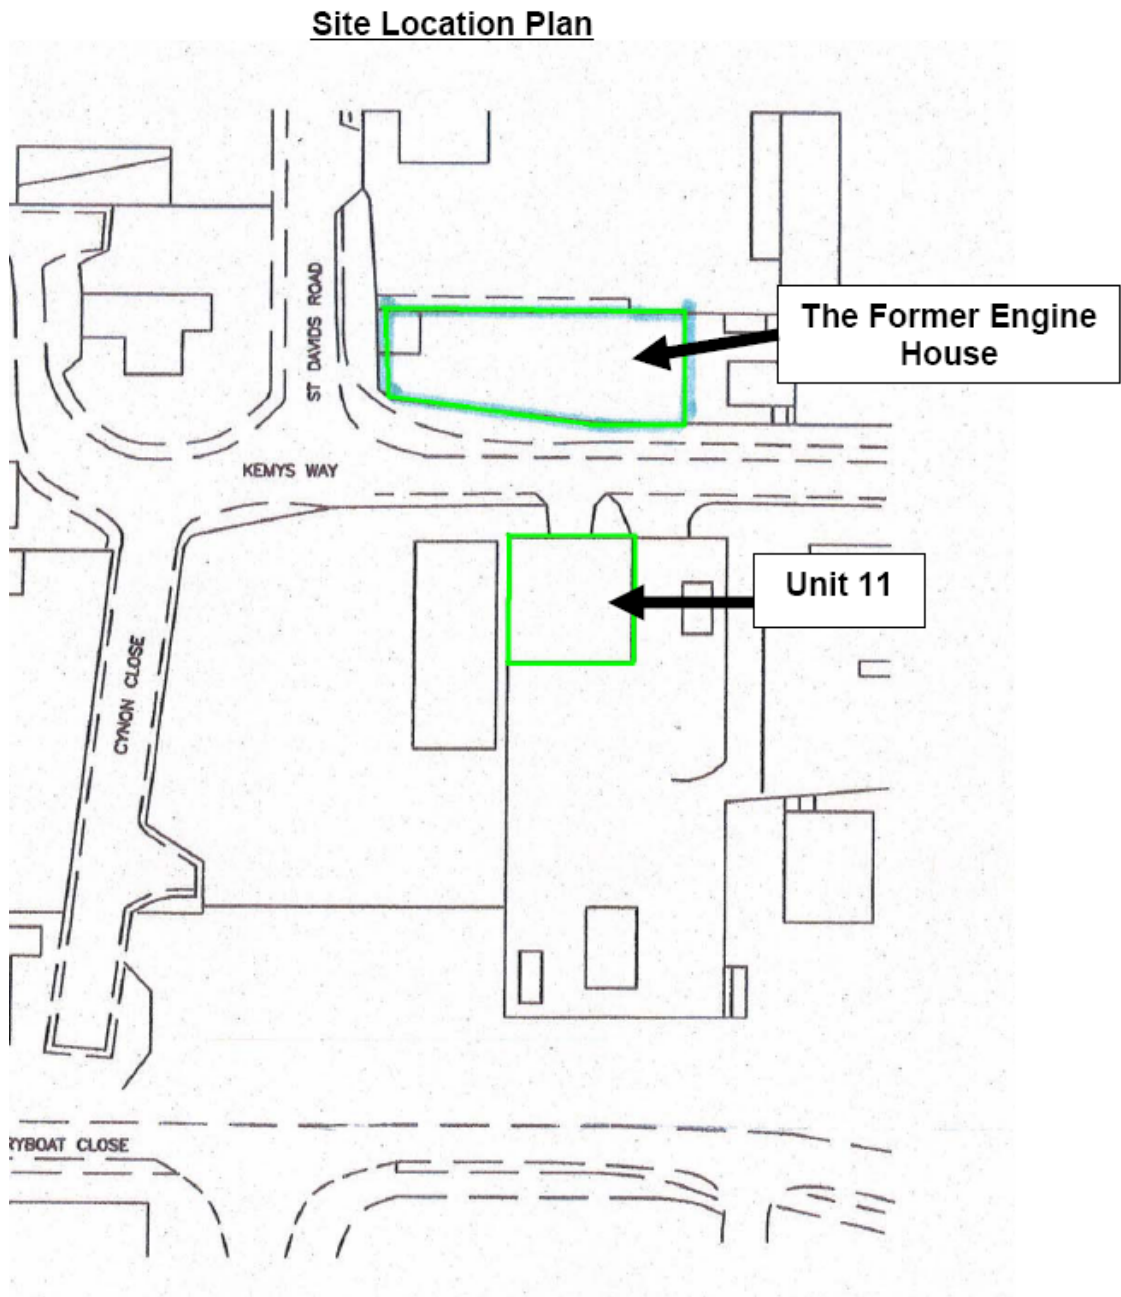 Site Location Plan
ST DAVIDS ROAD
The Former Engine
House
KEMYS WAY
Unit 11
CYNON CLOSE
RYBOAT CLOSE